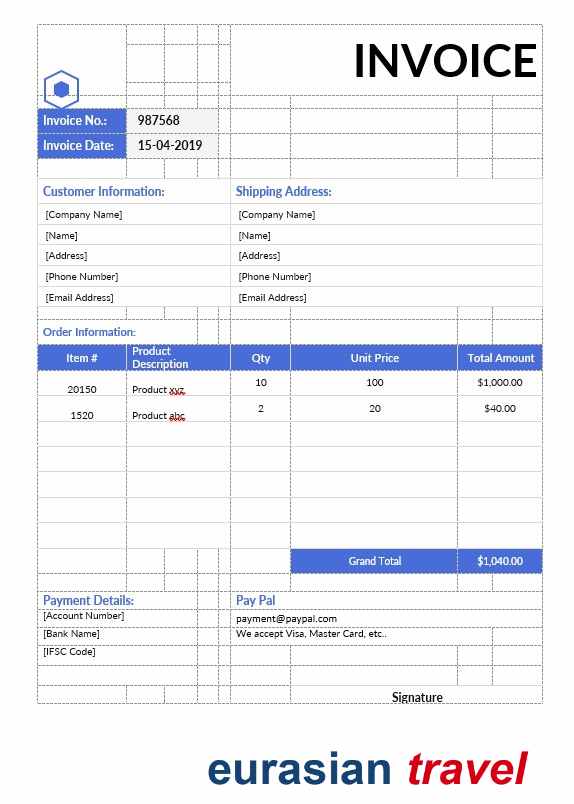 INVOICE
Invoice No.: 987568
Invoice Date: 15-04-2019
Customer Information: Shipping Address:
[Company Name] [Company Name]
[Name] [Name]
[Address] [Address]
[Phone Number] [Phone Number]
[Email Address] [Email Address]
Order Information:
Item # Product Description Qty Unit Price Total Amount
20150 Product xyz 10 100 $1,000.00
1520 Product abc 2 20 $40.00
Grand Total $1,040.00
Payment Details: Pay Pal
[Account Number] payment@paypal.com
[Bank Name] We accept Visa, Master Card, etc..
[IFSC Code]
Signature
eurasian travel